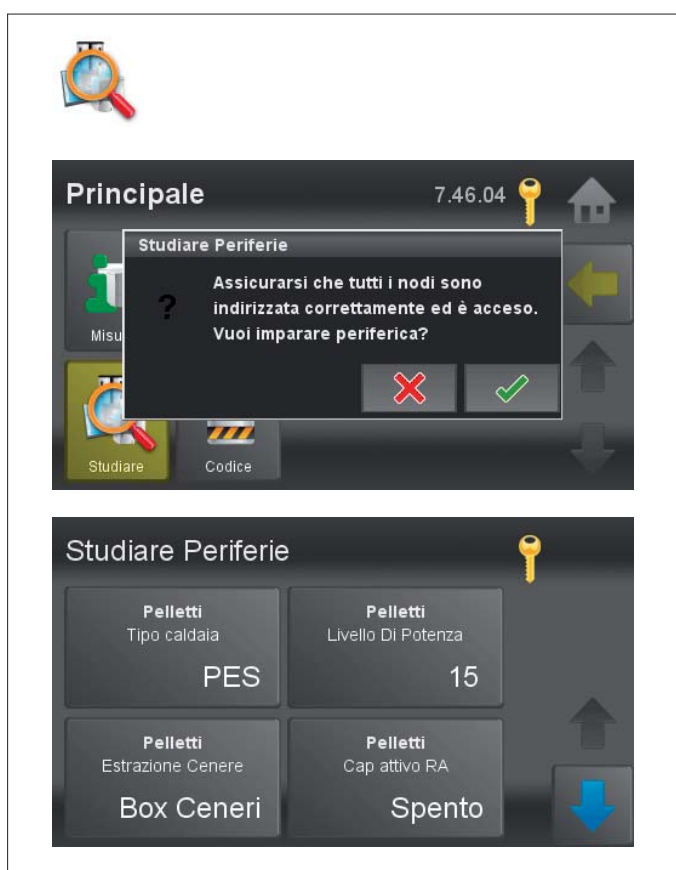 Principale
7.46.04
Studiare Periferie
Assicurarsi che tutti i nodi sono
indirizzata correttamente ed è acceso.
Vuoi imparare periferica?
?
Misu
Studiare
Codice
Studiare Periferie
Pelletti
Tipo caldaia
PES
Pelletti
Livello Di Potenza
15
Pelletti
Estrazione Cenere
Box Ceneri
Pelletti
Cap attivo RA
Spento